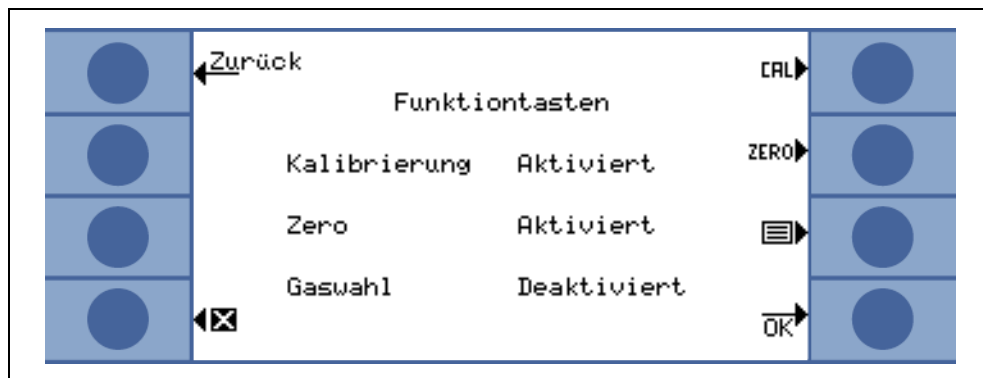 Zurück
CAL
Funktiontasten
Kalibrierung Aktiviert
ZERO
Zero Aktiviert
Gaswahl Deaktiviert
OK